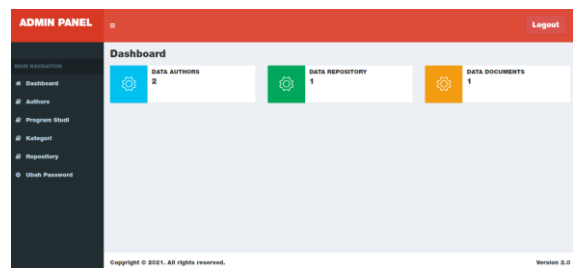 ADMIN PANEL
Logout
MAIN NAVIGATION
Dashboard
Authors
Program Studi
Kategori
Repository
Ubah Password
Dashboard
DATA AUTHORS
2
DATA REPOSITORY
1
DATA DOCUMENTS
1
Copyright © 2021. All rights reserved.
Version 2.0